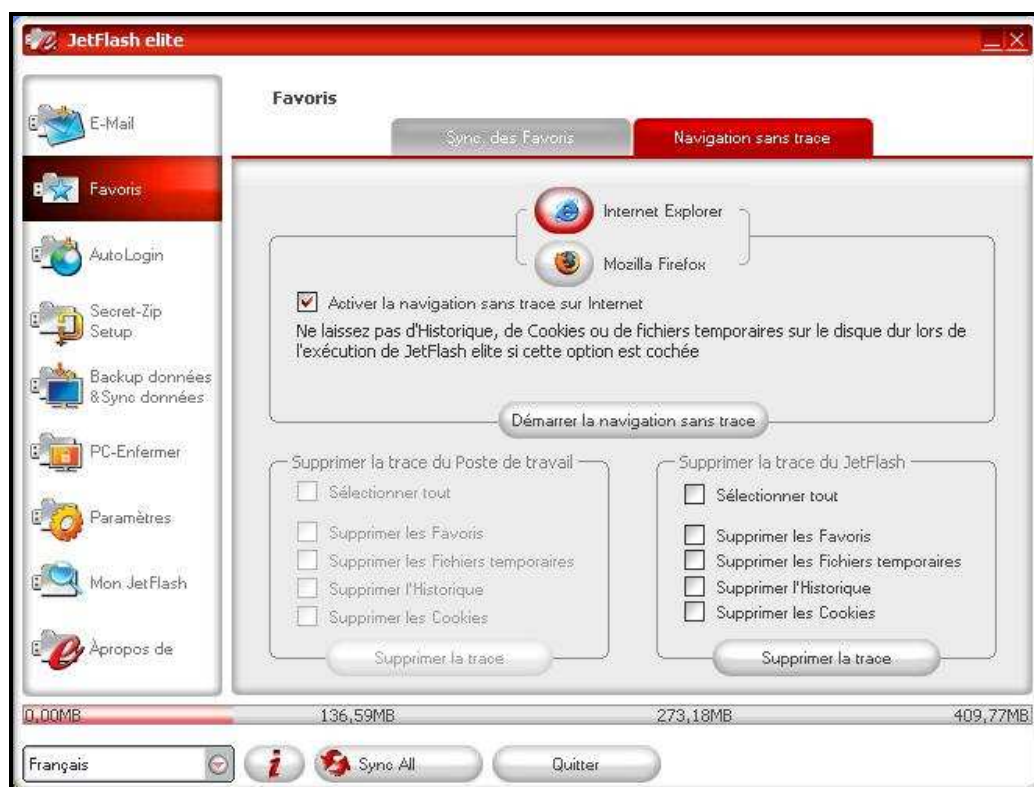 JetFlash elite
E-Mail
Favoris
AutoLogin
Secret-Zip
Setup
Backup données
&Sync données
PC-Enfermer
Paramètres
Mon JetFlash
Àpropos de
Favoris
Sync. des Favoris
Navigation sans trace
Internet Explorer
Mozilla Firefox
Activer la navigation sans trace sur Internet
Ne laissez pas d'Historique, de Cookies ou de fichiers temporaires sur le disque dur lors de
l'exécution de JetFlash elite si cette option est cochée
Démarrer la navigation sans trace
Supprimer la trace du Poste de travail
Sélectionner tout
Supprimer les Favoris
Supprimer les Fichiers temporaires
Supprimer l'Historique
Supprimer les Cookies
Supprimer la trace
Supprimer la trace du JetFlash
Sélectionner tout
Supprimer les Favoris
Supprimer les Fichiers temporaires
Supprimer l'Historique
Supprimer les Cookies
Supprimer la trace
0,00MB 136,59MB 273,18MB 409,77MB
Français
i
Sync All
Quitter